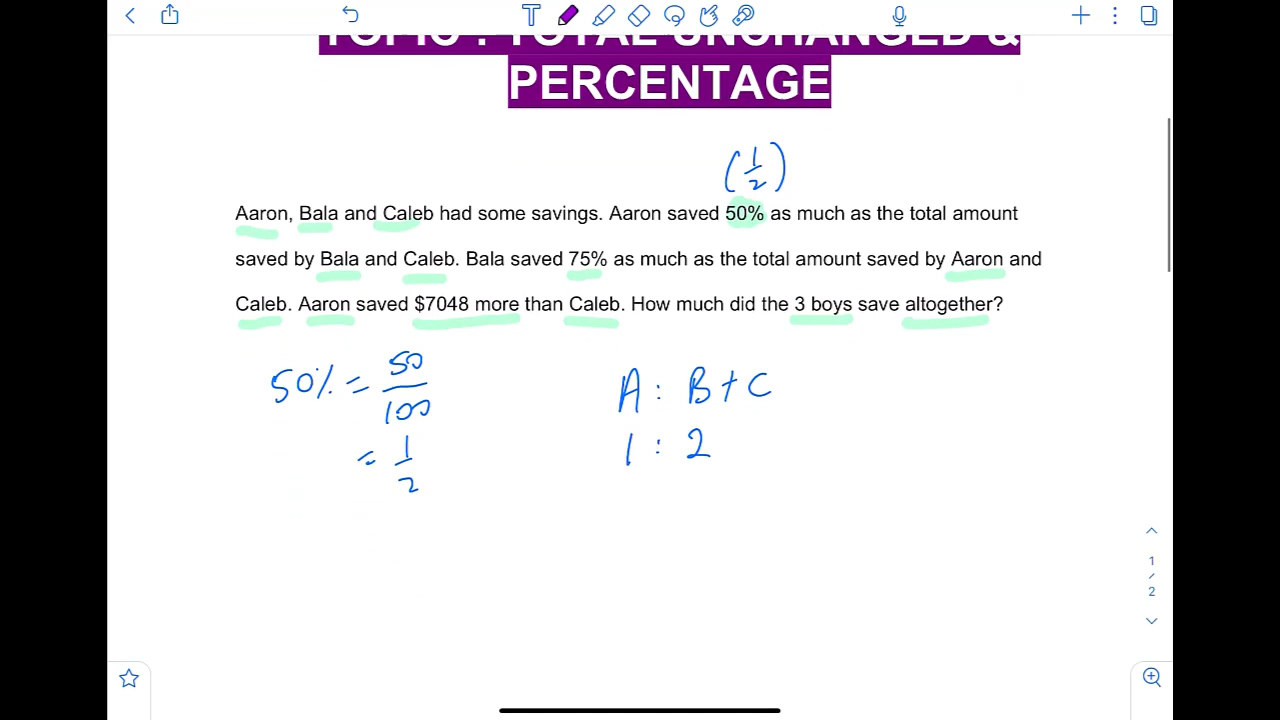 TOPIC : TOTAL UNCHANGED &
PERCENTAGE
(1/2)
Aaron, Bala and Caleb had some savings. Aaron saved 50% as much as the total amount
saved by Bala and Caleb. Bala saved 75% as much as the total amount saved by Aaron and
Caleb. Aaron saved $7048 more than Caleb. How much did the 3 boys save altogether?
50% = 50/100
= 1/2
A : B + C
1 : 2
1
/
2